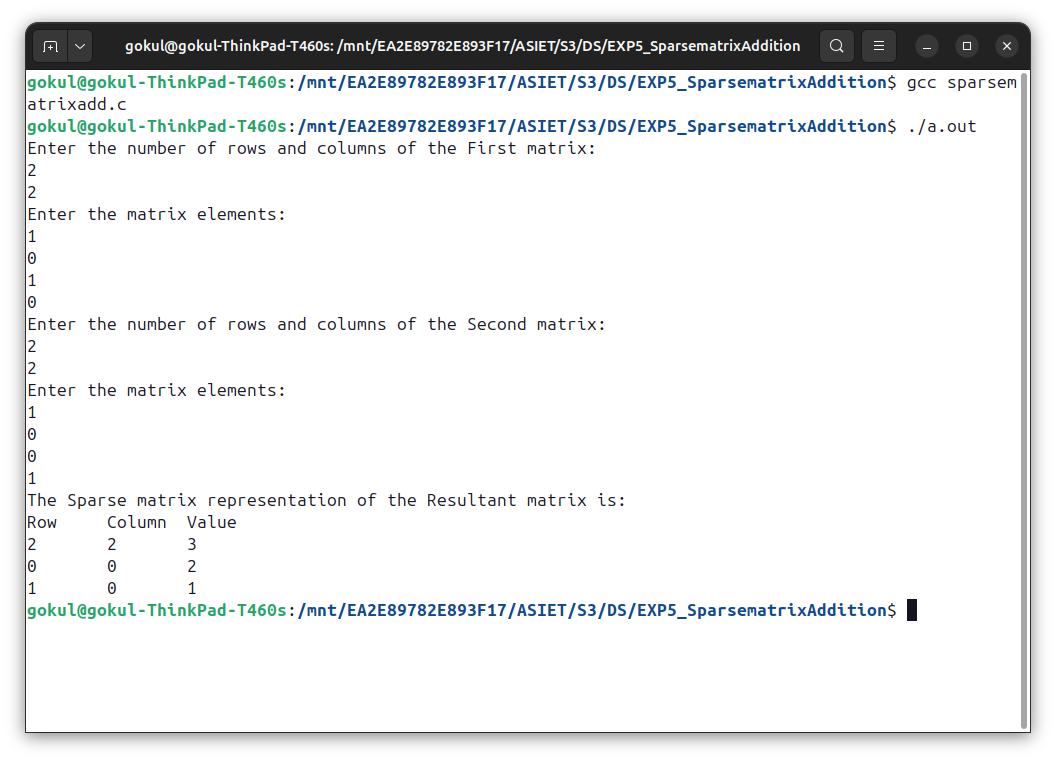 gokul@gokul-ThinkPad-T460s: /mnt/EA2E89782E893F17/ASIET/S3/DS/EXP5_SparsematrixAddition
gokul@gokul-ThinkPad-T460s:/mnt/EA2E89782E893F17/ASIET/S3/DS/EXP5_SparsematrixAddition$ gcc sparsem
atrixadd.c
gokul@gokul-ThinkPad-T460s:/mnt/EA2E89782E893F17/ASIET/S3/DS/EXP5_SparsematrixAddition$ ./a.out
Enter the number of rows and columns of the First matrix:
2
2
Enter the matrix elements:
1
0
1
0
Enter the number of rows and columns of the Second matrix:
2
2
Enter the matrix elements:
1
0
0
1
The Sparse matrix representation of the Resultant matrix is:
Row     Column  Value
2       2       3
0       0       2
1       0       1
gokul@gokul-ThinkPad-T460s:/mnt/EA2E89782E893F17/ASIET/S3/DS/EXP5_SparsematrixAddition$